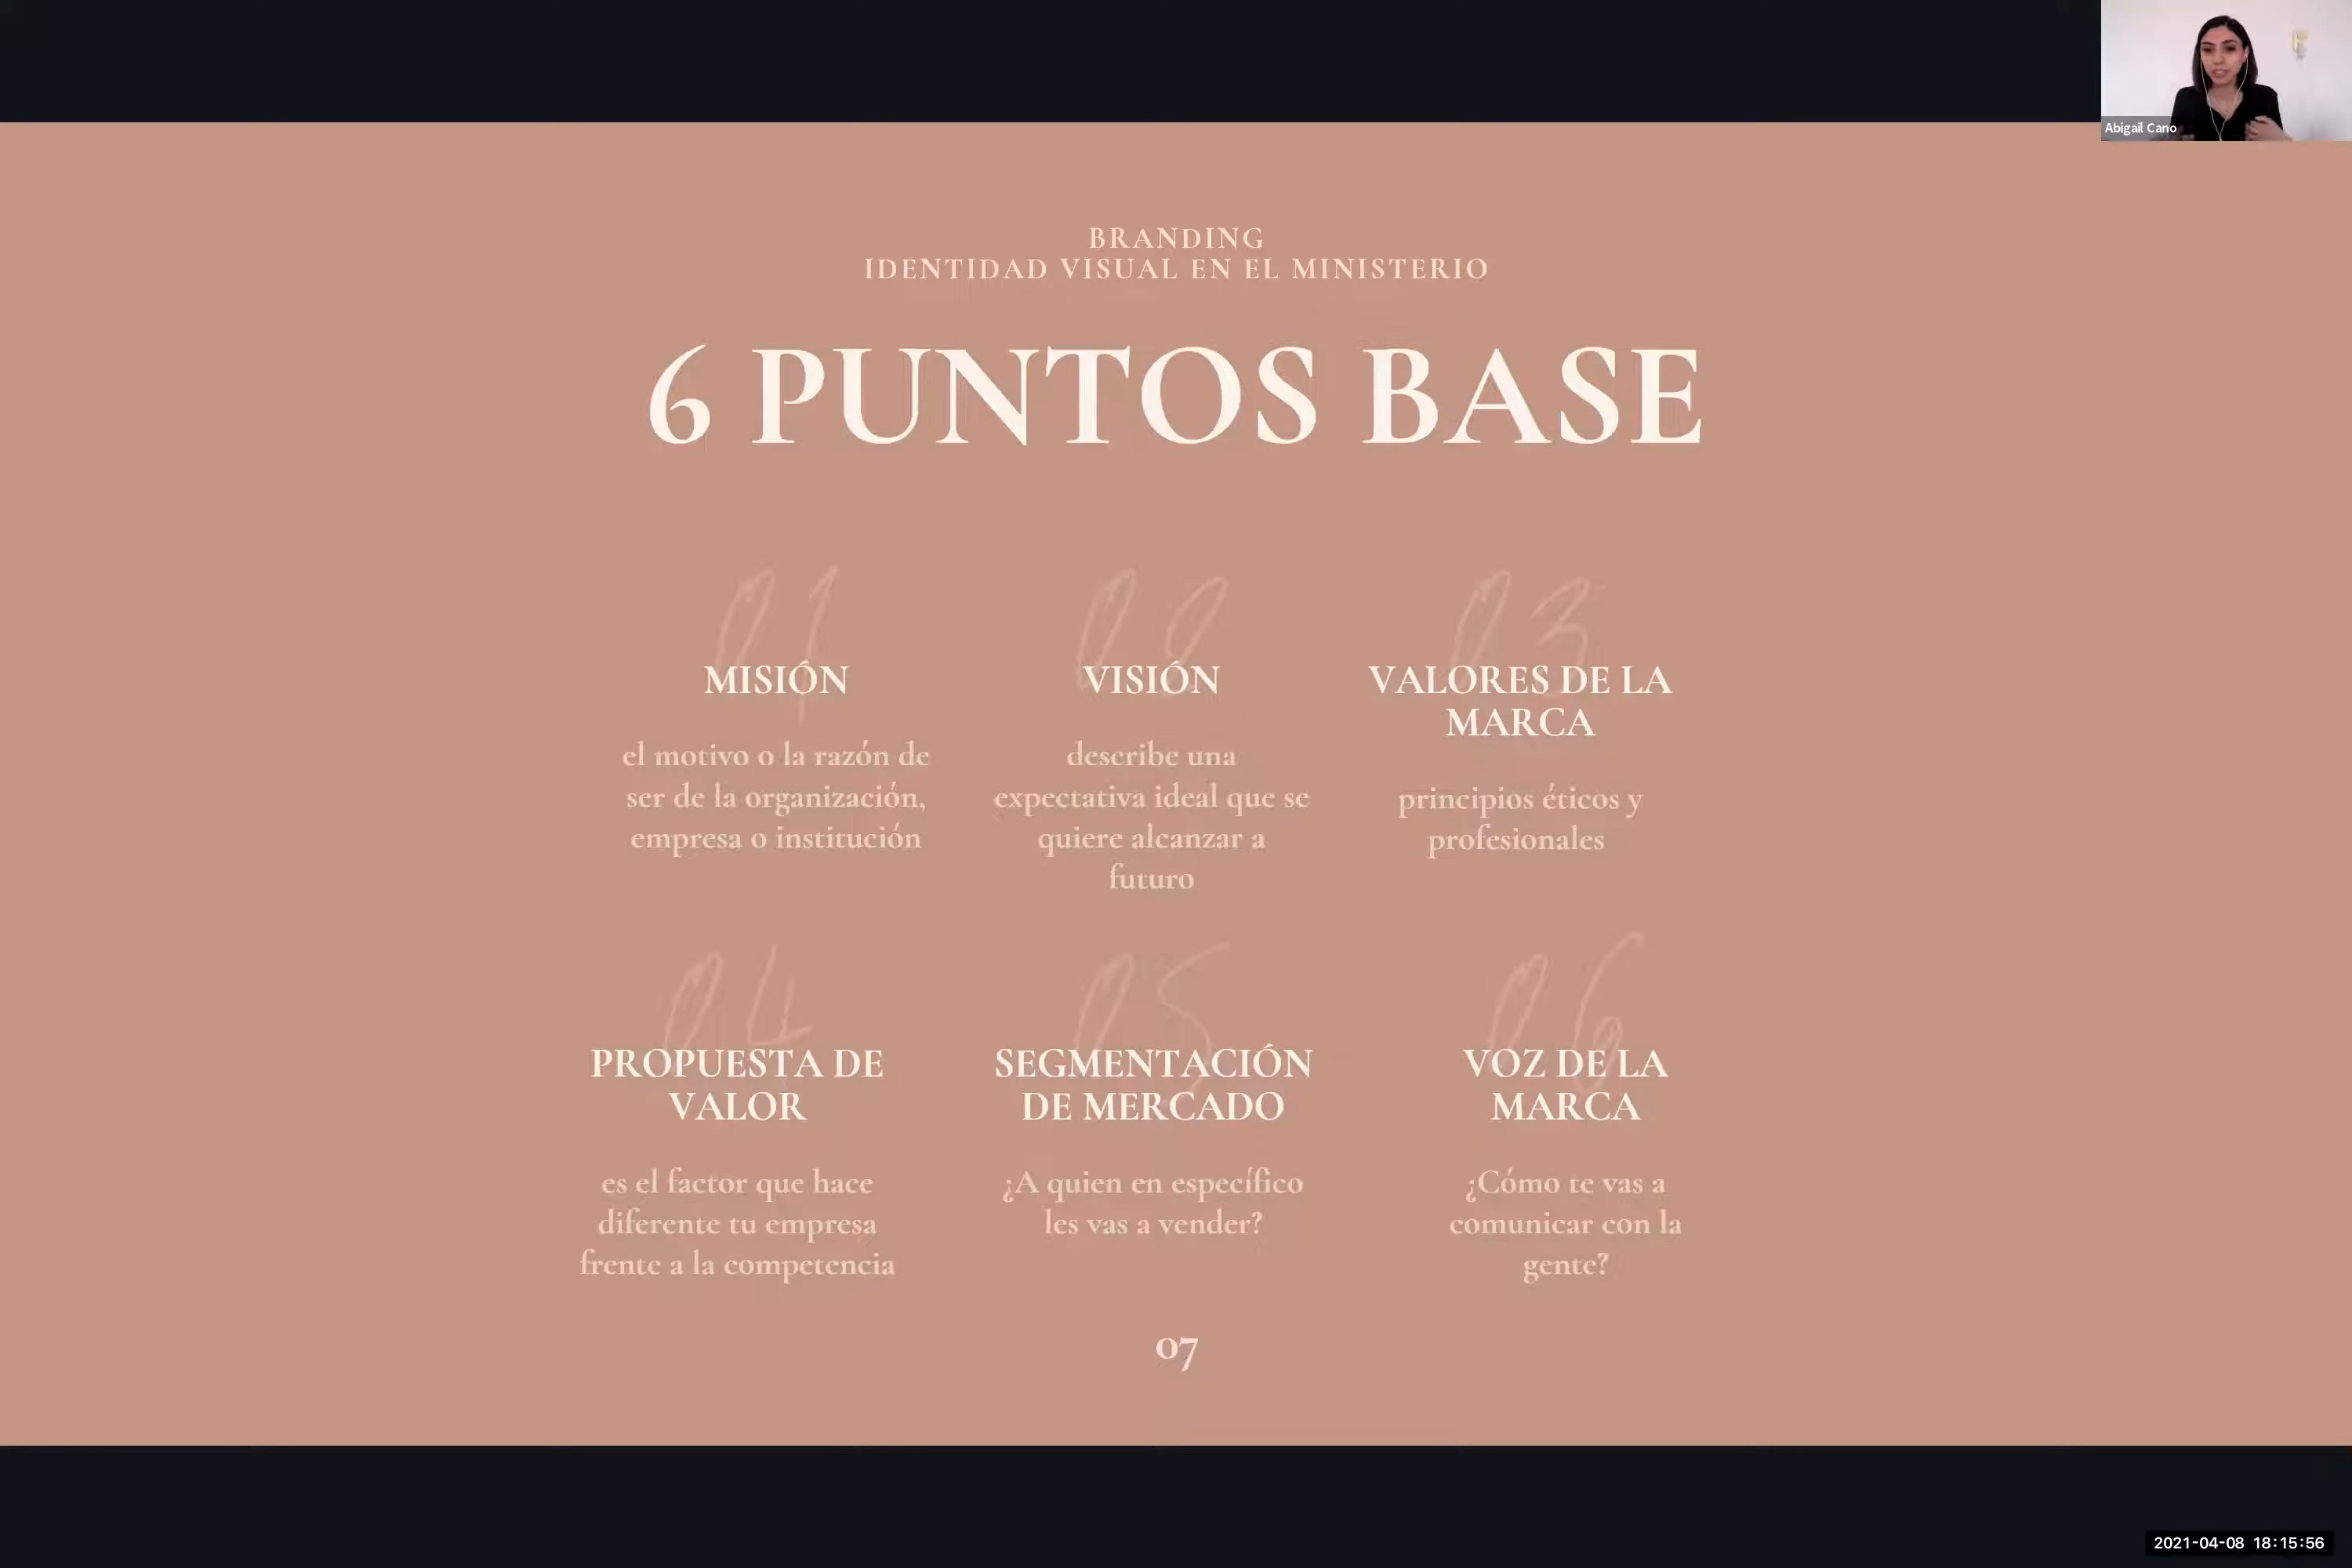 Abigail Cano
BRANDING
IDENTIDAD VISUAL EN EL MINISTERIO
6 PUNTOS BASE
01
MISIÓN
el motivo o la razón de
ser de la organización,
empresa o institución
02
VISIÓN
describe una
expectativa ideal que se
quiere alcanzar a
futuro
03
VALORES DE LA
MARCA
principios éticos y
profesionales
04
PROPUESTA DE
VALOR
es el factor que hace
diferente tu empresa
frente a la competencia
05
SEGMENTACIÓN
DE MERCADO
¿A quien en específico
les vas a vender?
06
VOZ DE LA
MARCA
¿Cómo te vas a
comunicar con la
gente?
07
2021-04-08 18:15:56